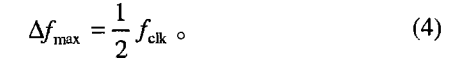 Δf_max = 1/2 f_clk 。 (4)